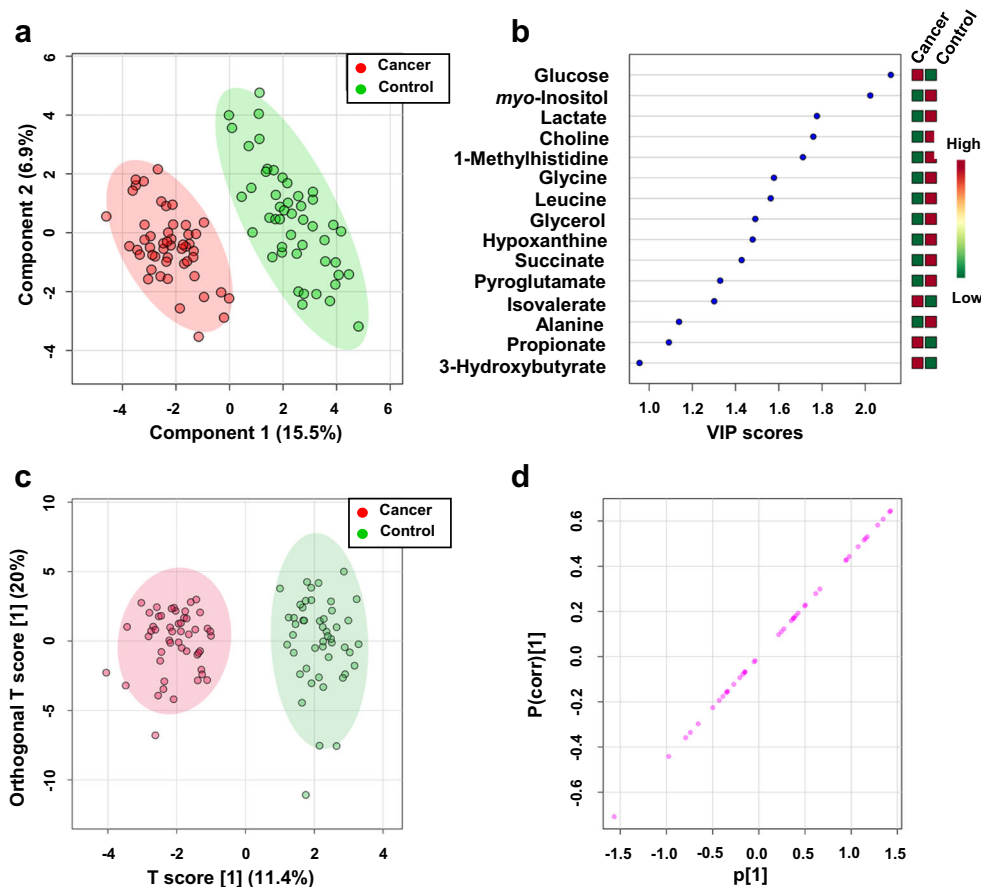 a
Cancer
Control
6
4
2
0
-2
-4
Component 2 (6.9%)
-4
-2
0
2
4
6
Component 1 (15.5%)
b
Cancer
Control
Glucose
myo-Inositol
Lactate
Choline
1-Methylhistidine
Glycine
Leucine
Glycerol
Hypoxanthine
Succinate
Pyroglutamate
Isovalerate
Alanine
Propionate
3-Hydroxybutyrate
High
Low
1.0
1.2
1.4
1.6
1.8
2.0
VIP scores
c
Cancer
Control
10
5
0
-5
-10
Orthogonal T score [1] (20%)
-4
-2
0
2
4
T score [1] (11.4%)
d
0.6
0.4
0.2
0.0
-0.2
-0.4
-0.6
P(corr)[1]
-1.5
-1.0
-0.5
0.0
0.5
1.0
1.5
p[1]